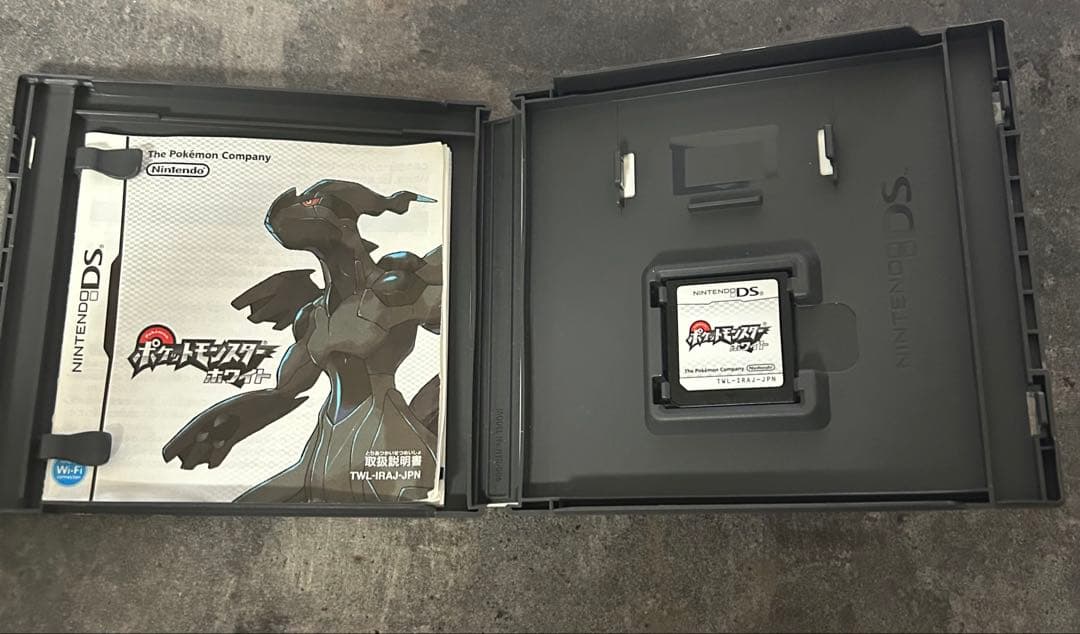 The Pokémon Company
Nintendo
NINTENDO DS
Pokémon
ポケットモンスター
ホワイト
とりあつかいせつめいしょ
取扱説明書
TWL-IRAJ-JPN
Wi-Fi
connection
NINTENDO DS
ポケットモンスター
ホワイト
The Pokémon Company
Nintendo
TWL-IRAJ-JPN
NINTENDO DS